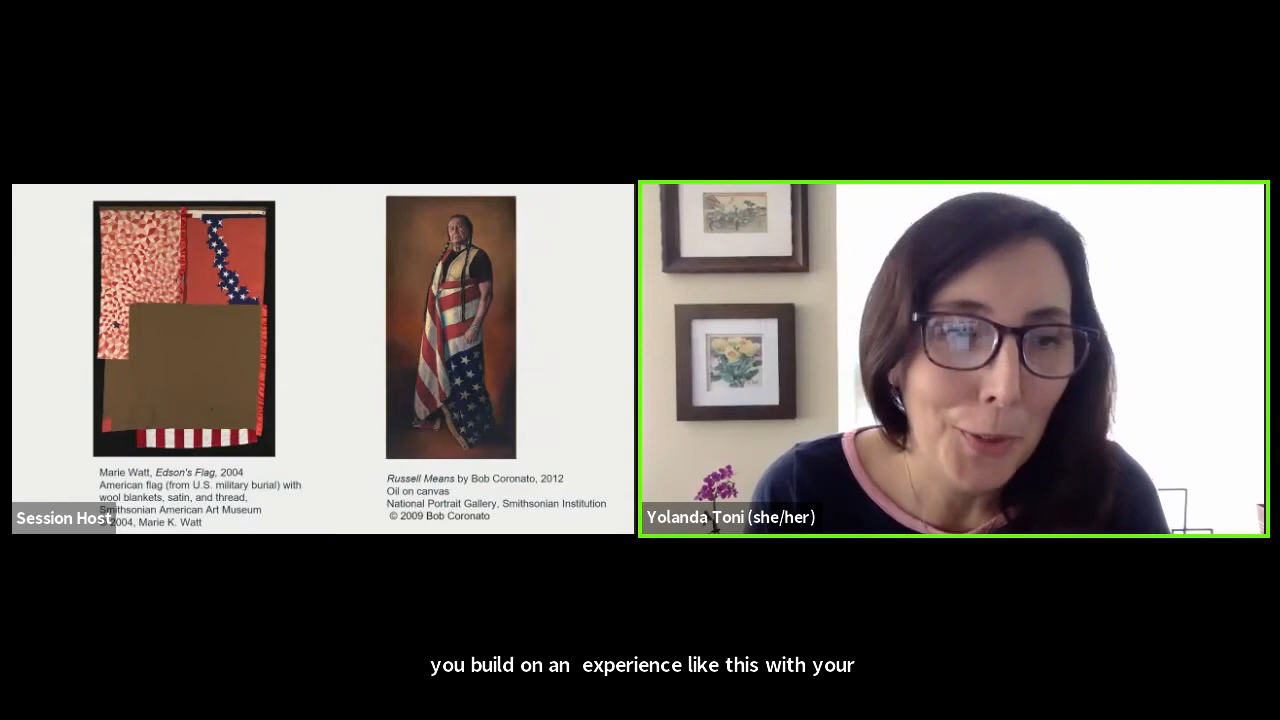 Marie Watt, Edson's Flag, 2004
American flag (from U.S. military burial) with
wool blankets, satin, and thread,
Smithsonian American Art Museum
2004, Marie K. Watt
Russell Means by Bob Coronato, 2012
Oil on canvas
National Portrait Gallery, Smithsonian Institution
© 2009 Bob Coronato
Session Host
Yolanda Toni (she/her)
you build on an experience like this with your